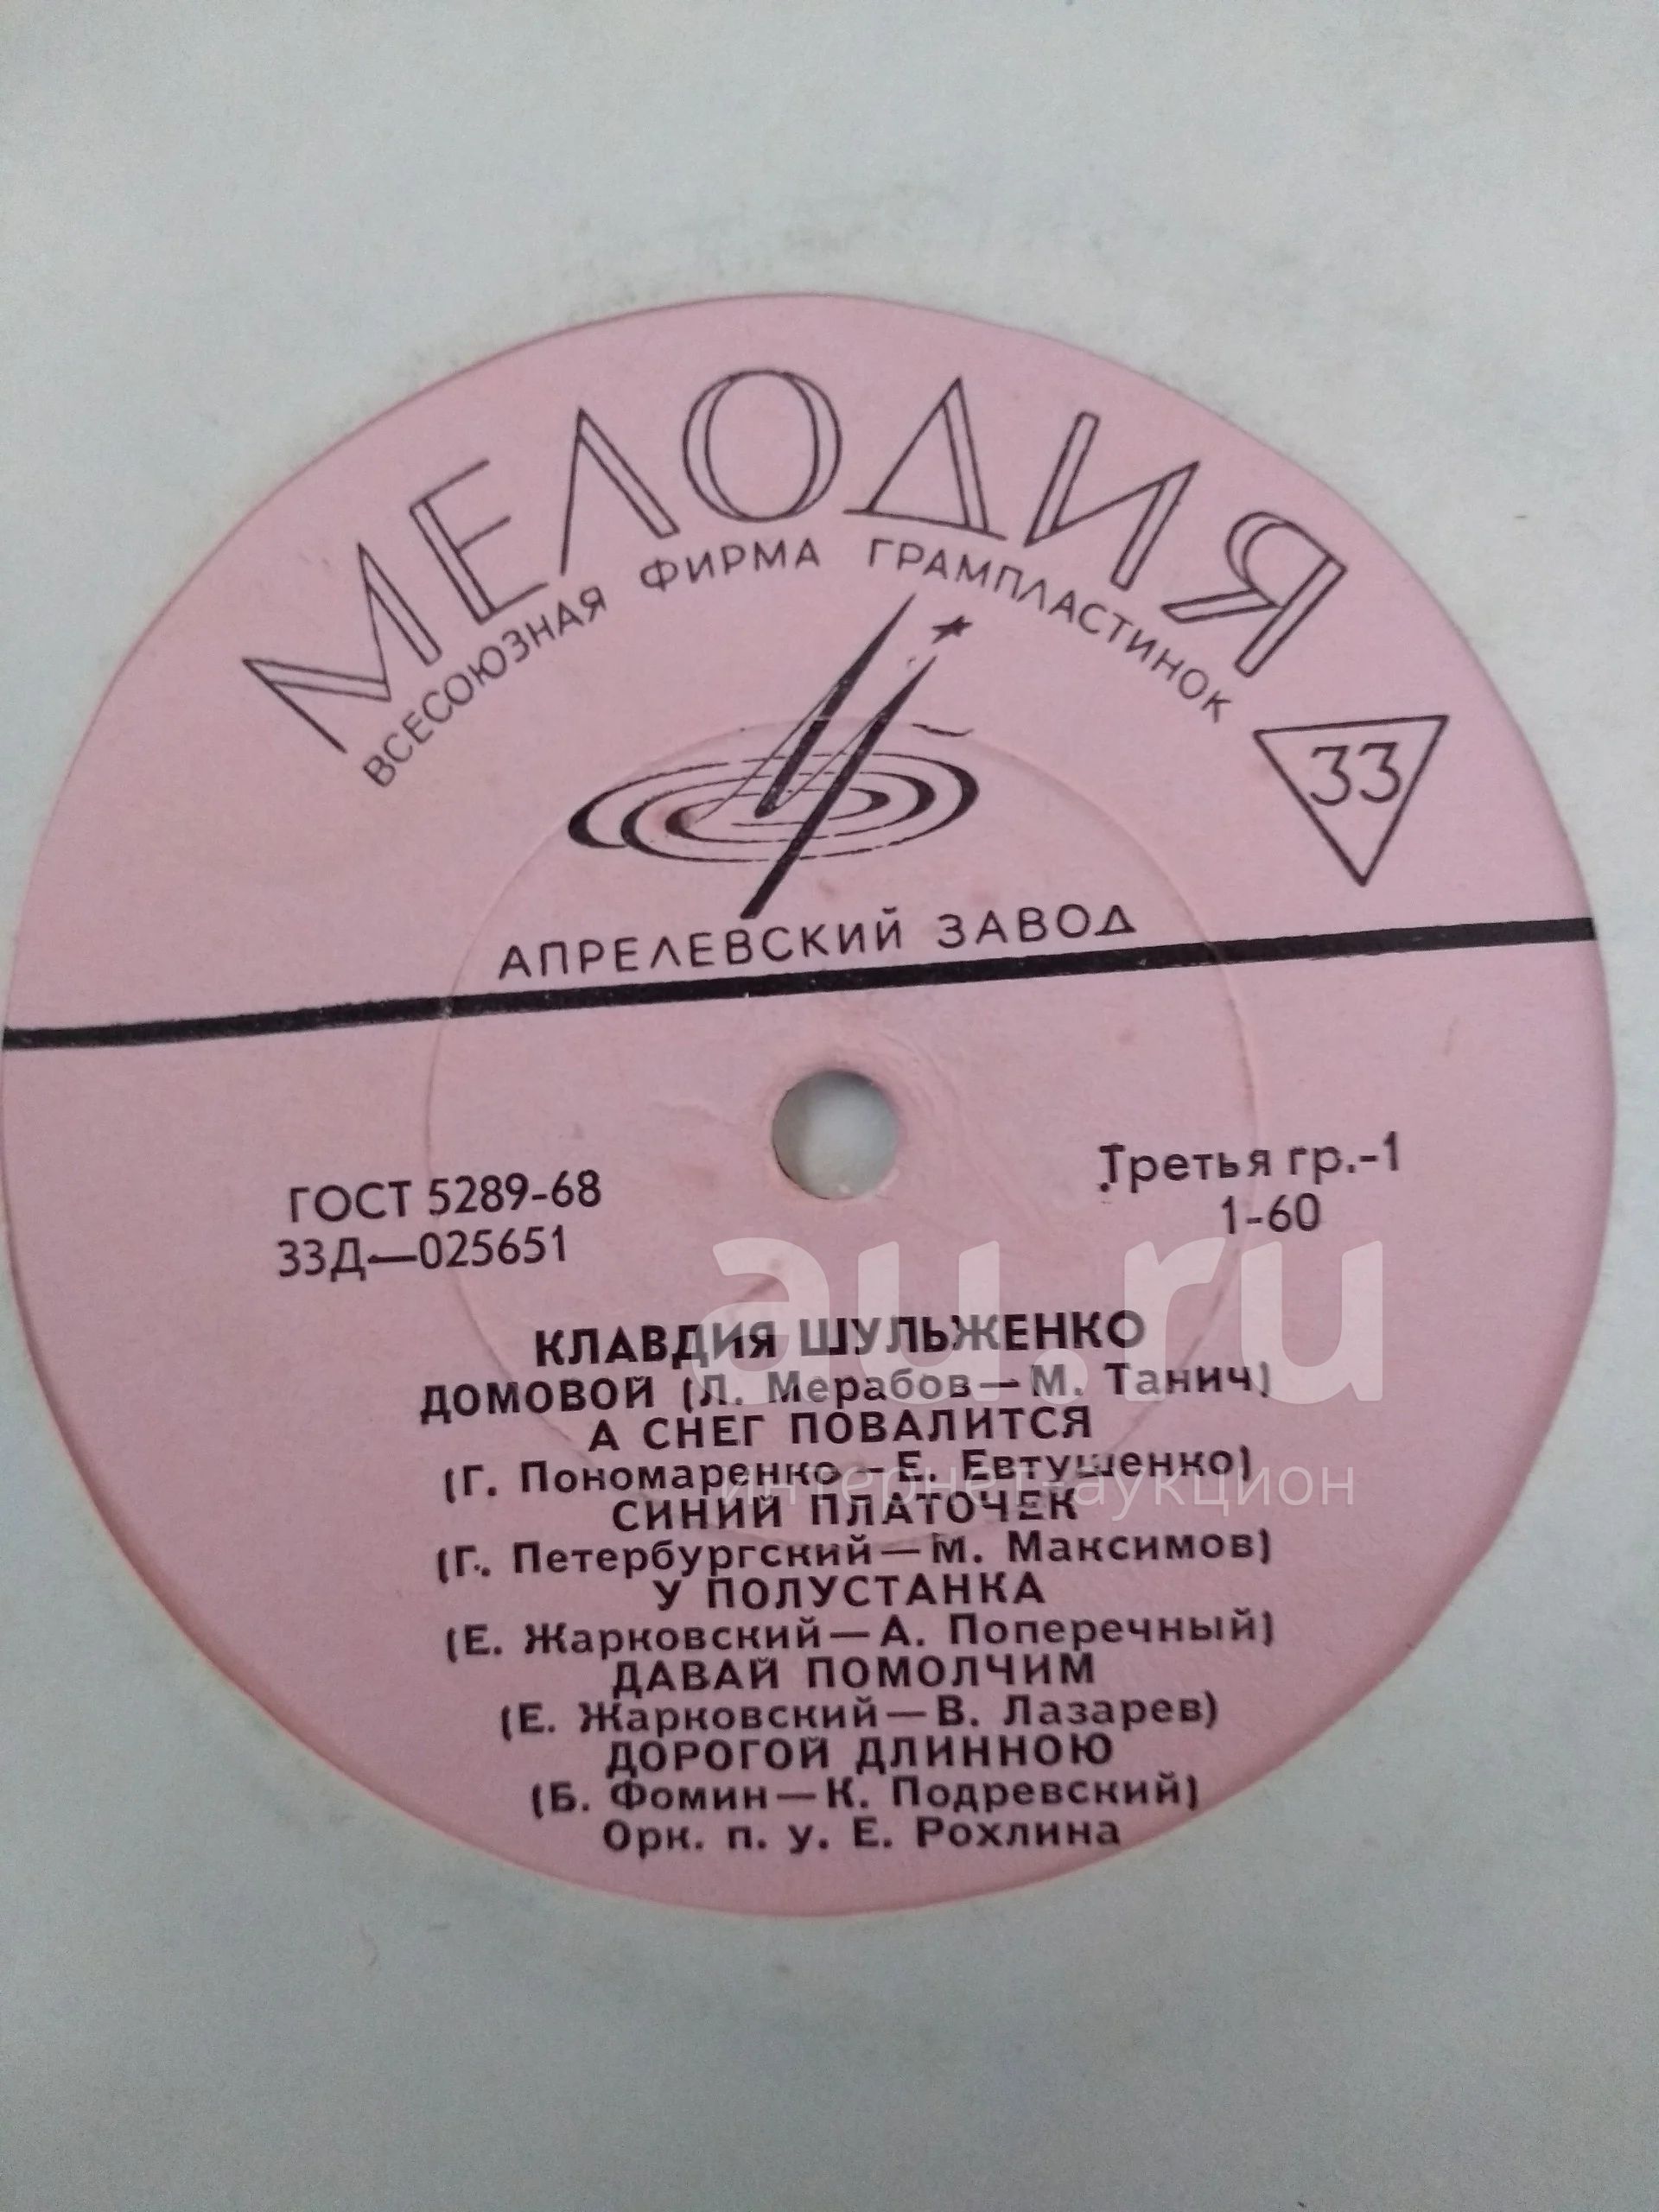 МЕЛОДИЯ
ВСЕСОЮЗНАЯ ФИРМА ГРАМПЛАСТИНОК
33
АПРЕЛЕВСКИЙ ЗАВОД
ГОСТ 5289-68
33Д—025651
Третья гр.-1
1-60
КЛАВДИЯ ШУЛЬЖЕНКО
ДОМОВОЙ (Л. Мерабов—М. Танич)
А СНЕГ ПОВАЛИТСЯ
(Г. Пономаренко—Е. Евтушенко)
СИНИЙ ПЛАТОЧЕК
(Г. Петербургский—М. Максимов)
У ПОЛУСТАНКА
(Е. Жарковский—А. Поперечный)
ДАВАЙ ПОМОЛЧИМ
(Е. Жарковский—В. Лазарев)
ДОРОГОЙ ДЛИННОЮ
(Б. Фомин—К. Подревский)
Орк. п. у. Е. Рохлина
au.ru
интернет-аукцион